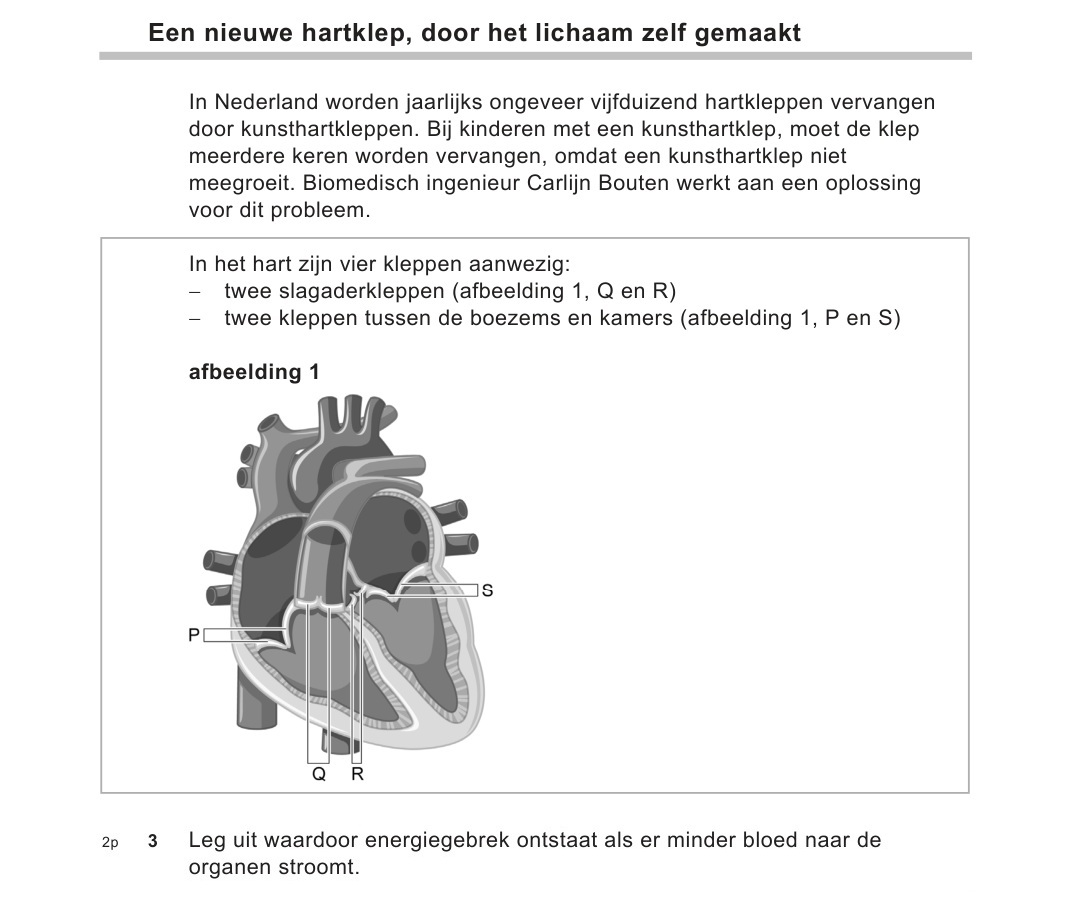 Een nieuwe hartklep, door het lichaam zelf gemaakt
In Nederland worden jaarlijks ongeveer vijfduizend hartkleppen vervangen
door kunsthartkleppen. Bij kinderen met een kunsthartklep, moet de klep
meerdere keren worden vervangen, omdat een kunsthartklep niet
meegroeit. Biomedisch ingenieur Carlijn Bouten werkt aan een oplossing
voor dit probleem.
In het hart zijn vier kleppen aanwezig:
– twee slagaderkleppen (afbeelding 1, Q en R)
– twee kleppen tussen de boezems en kamers (afbeelding 1, P en S)
afbeelding 1
S
P
Q R
2p 3 Leg uit waardoor energiegebrek ontstaat als er minder bloed naar de
organen stroomt.